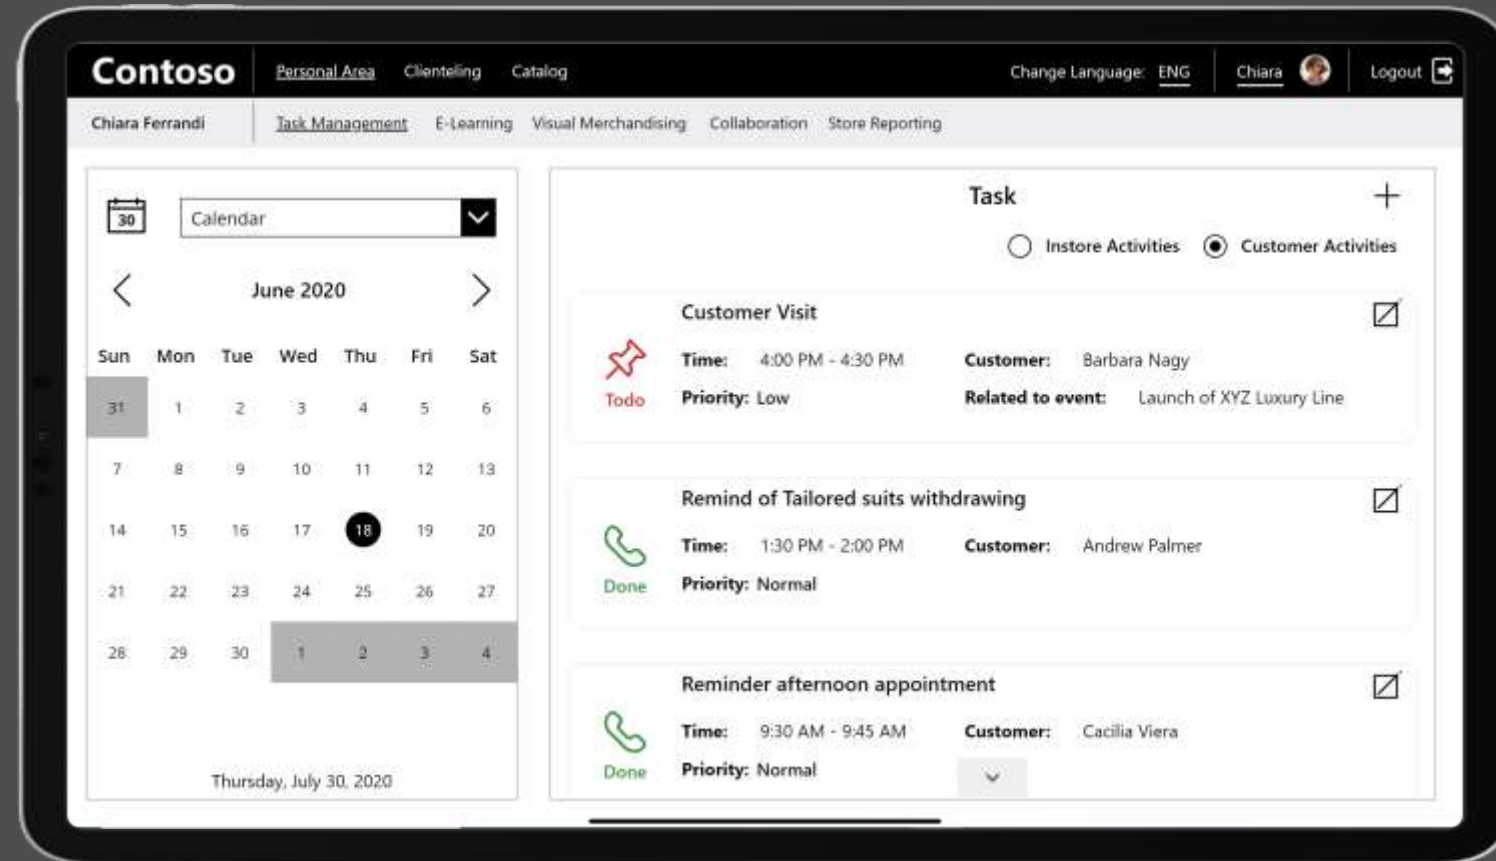 Contoso Personal Area Clienteling Catalog Change Language: ENG Chiara Logout
Chiara Ferrandi Task Management E-Learning Visual Merchandising Collaboration Store Reporting
30 Calendar
June 2020
Sun Mon Tue Wed Thu Fri Sat
31 1 2 3 4 5 6
7 8 9 10 11 12 13
14 15 16 17 18 19 20
21 22 23 24 25 26 27
28 29 30 1 2 3 4
Thursday, July 30, 2020
Task
Instore Activities Customer Activities
Customer Visit
Time: 4:00 PM - 4:30 PM Customer: Barbara Nagy
Todo Priority: Low Related to event: Launch of XYZ Luxury Line
Remind of Tailored suits withdrawing
Time: 1:30 PM - 2:00 PM Customer: Andrew Palmer
Done Priority: Normal
Reminder afternoon appointment
Time: 9:30 AM - 9:45 AM Customer: Cacilia Viera
Done Priority: Normal